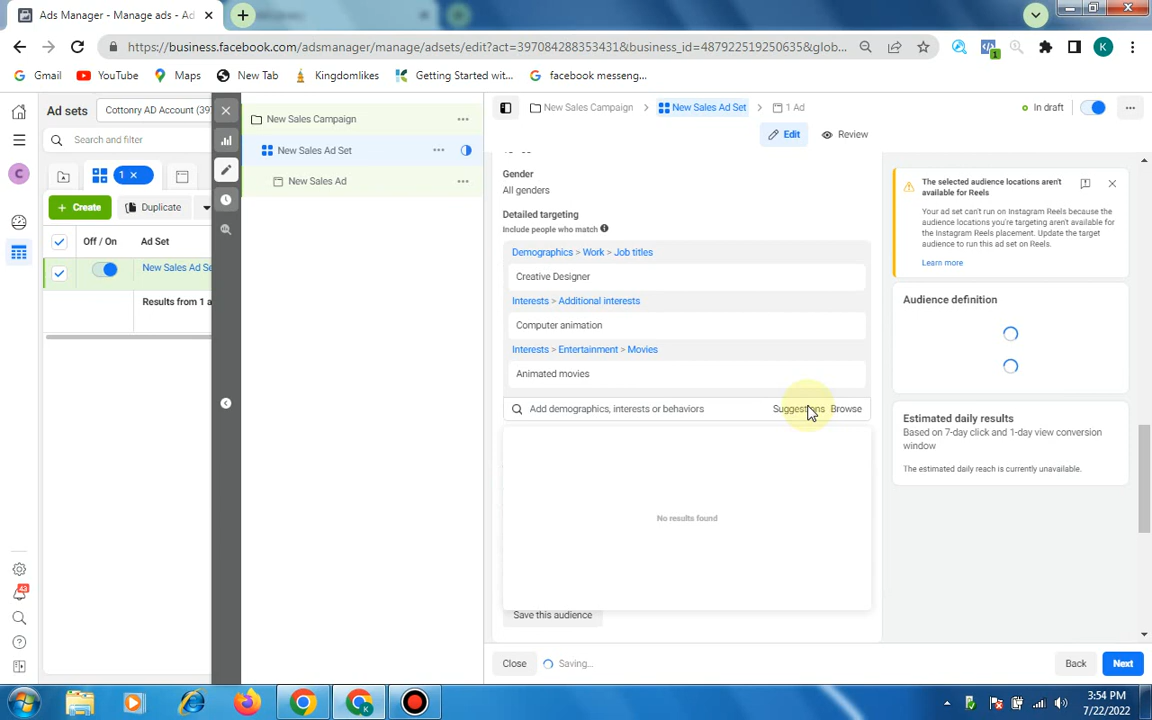 Ads Manager - Manage ads - Ad
https://business.facebook.com/adsmanager/manage/adsets/edit?act=397084288353431&business_id=487922519250635&glob...
K
Gmail
YouTube
Maps
New Tab
Kingdomlikes
Getting Started wit...
facebook messeng...
Ad sets
Cottonry AD Account (397
Search and filter
C
1
Create
Duplicate
Off / On
Ad Set
New Sales Ad Se
Results from 1 a
43
New Sales Campaign
New Sales Ad Set
New Sales Ad
New Sales Campaign
New Sales Ad Set
1 Ad
In draft
Edit
Review
Gender
All genders
Detailed targeting
Include people who match
Demographics > Work > Job titles
Creative Designer
Interests > Additional interests
Computer animation
Interests > Entertainment > Movies
Animated movies
Add demographics, interests or behaviors
Suggestions
Browse
No results found
Save this audience
The selected audience locations aren't
available for Reels
Your ad set can't run on Instagram Reels because the
audience locations you're targeting aren't available for
the Instagram Reels placement. Update the target
audience to run this ad set on Reels.
Learn more
Audience definition
Estimated daily results
Based on 7-day click and 1-day view conversion
window
The estimated daily reach is currently unavailable.
Close
Saving...
Back
Next
3:54 PM
7/22/2022